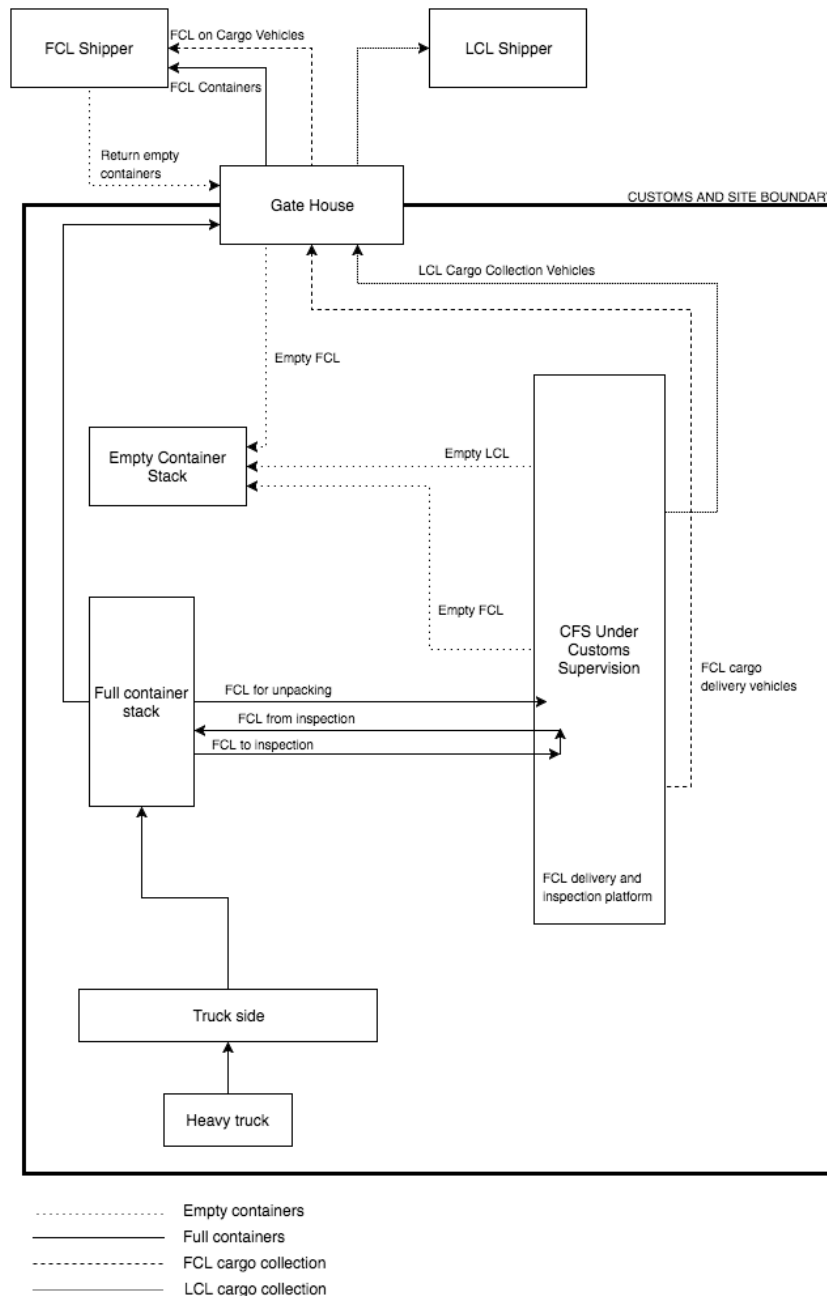 FCL Shipper
FCL on Cargo Vehicles
FCL Containers
LCL Shipper
Return empty
containers
Gate House
CUSTOMS AND SITE BOUNDARY
LCL Cargo Collection Vehicles
Empty FCL
Empty Container
Stack
Empty LCL
Empty FCL
CFS Under
Customs
Supervision
FCL cargo
delivery vehicles
Full container
stack
FCL for unpacking
FCL from inspection
FCL to inspection
FCL delivery and
inspection platform
Truck side
Heavy truck
Empty containers
Full containers
FCL cargo collection
LCL cargo collection